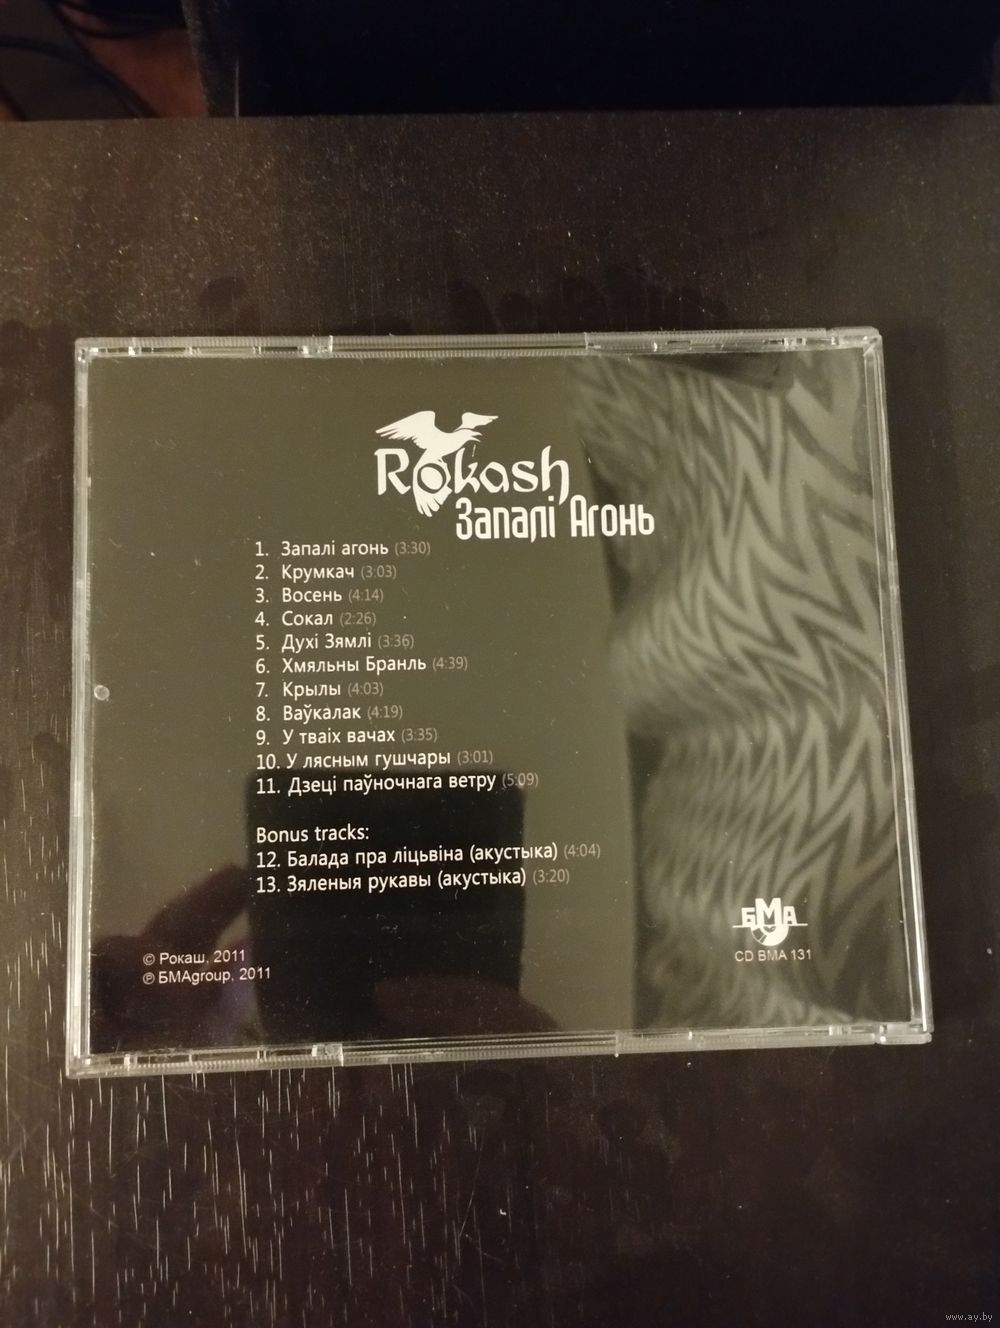 Rokash
Запалі Агонь
1. Запалі агонь (3:30)
2. Крумкач (3:03)
3. Восень (4:14)
4. Сокал (2:26)
5. Духі Зямлі (3:36)
6. Хмяльны Бранль (4:39)
7. Крылы (4:03)
8. Ваўкалак (4:19)
9. У тваіх вачах (3:35)
10. У лясным гушчары (3:01)
11. Дзеці паўночнага ветру (5:09)
Bonus tracks:
12. Балада пра ліцьвіна (акустыка) (4:04)
13. Зяленыя рукавы (акустыка) (3:20)
БМА
CD BMA 131
© Рокаш, 2011
℗ БМАgroup, 2011
www.ay.by